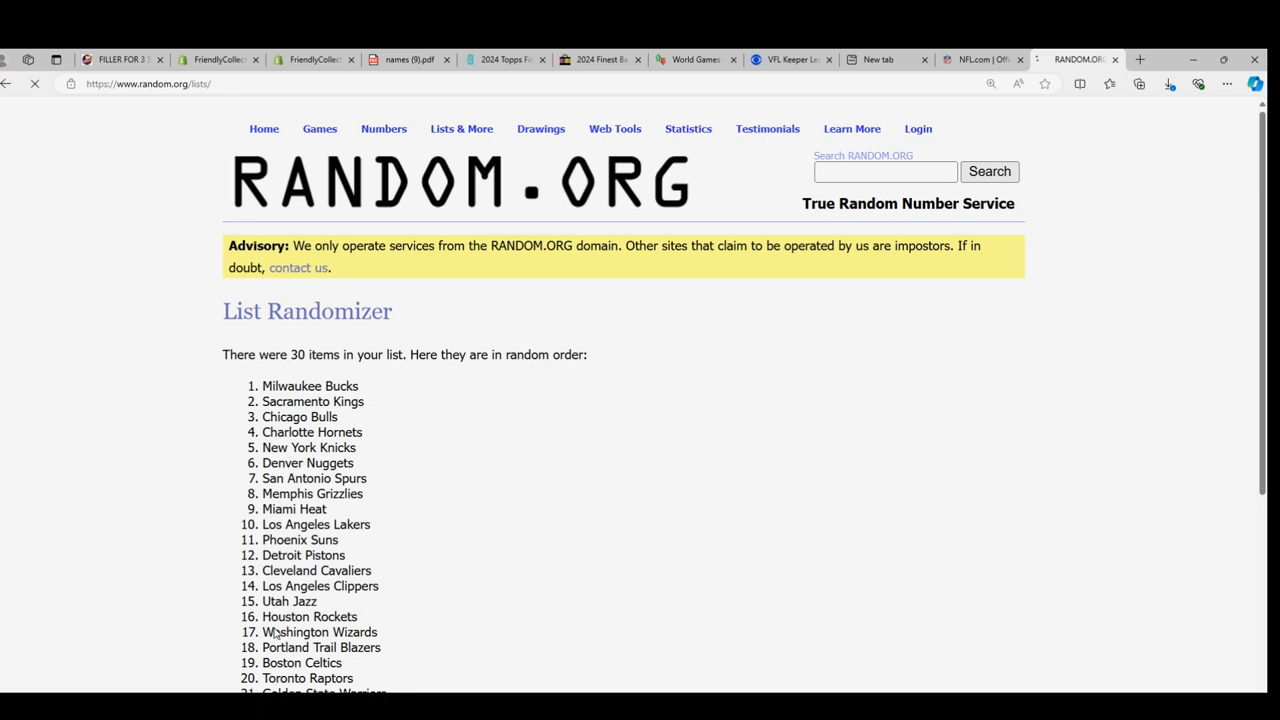 FILLER FOR 3 S
FriendlyCollect
FriendlyCollect
names (9).pdf
2024 Topps Fi
2024 Finest Ba
World Games
VFL Keeper Le
New tab
NFL.com | Offi
RANDOM.ORG
https://www.random.org/lists/
Home Games Numbers Lists & More Drawings Web Tools Statistics Testimonials Learn More Login
RANDOM.ORG
Search RANDOM.ORG
Search
True Random Number Service
Advisory: We only operate services from the RANDOM.ORG domain. Other sites that claim to be operated by us are impostors. If in
doubt, contact us.
List Randomizer
There were 30 items in your list. Here they are in random order:
1. Milwaukee Bucks
2. Sacramento Kings
3. Chicago Bulls
4. Charlotte Hornets
5. New York Knicks
6. Denver Nuggets
7. San Antonio Spurs
8. Memphis Grizzlies
9. Miami Heat
10. Los Angeles Lakers
11. Phoenix Suns
12. Detroit Pistons
13. Cleveland Cavaliers
14. Los Angeles Clippers
15. Utah Jazz
16. Houston Rockets
17. Washington Wizards
18. Portland Trail Blazers
19. Boston Celtics
20. Toronto Raptors
21. Golden State Warriors